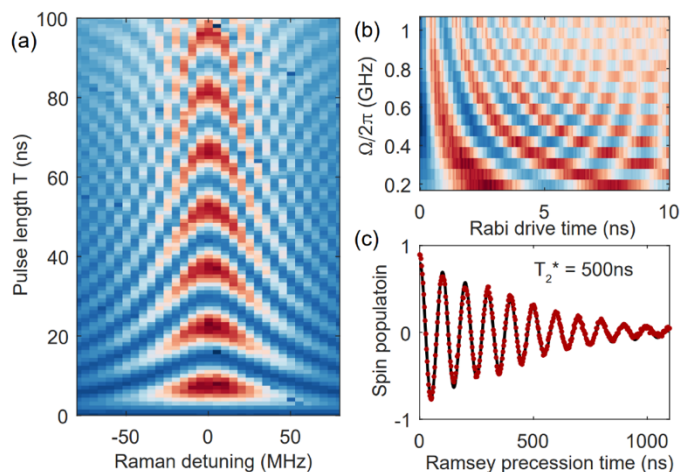 (a)
100
80
60
40
20
0
Pulse length T (ns)
-50 0 50
Raman detuning (MHz)
(b)
1
0.8
0.6
0.4
0.2
Ω/2π (GHz)
0 5 10
Rabi drive time (ns)
(c)
1
0
-1
Spin populatoin
T₂* = 500ns
0 500 1000
Ramsey precession time (ns)